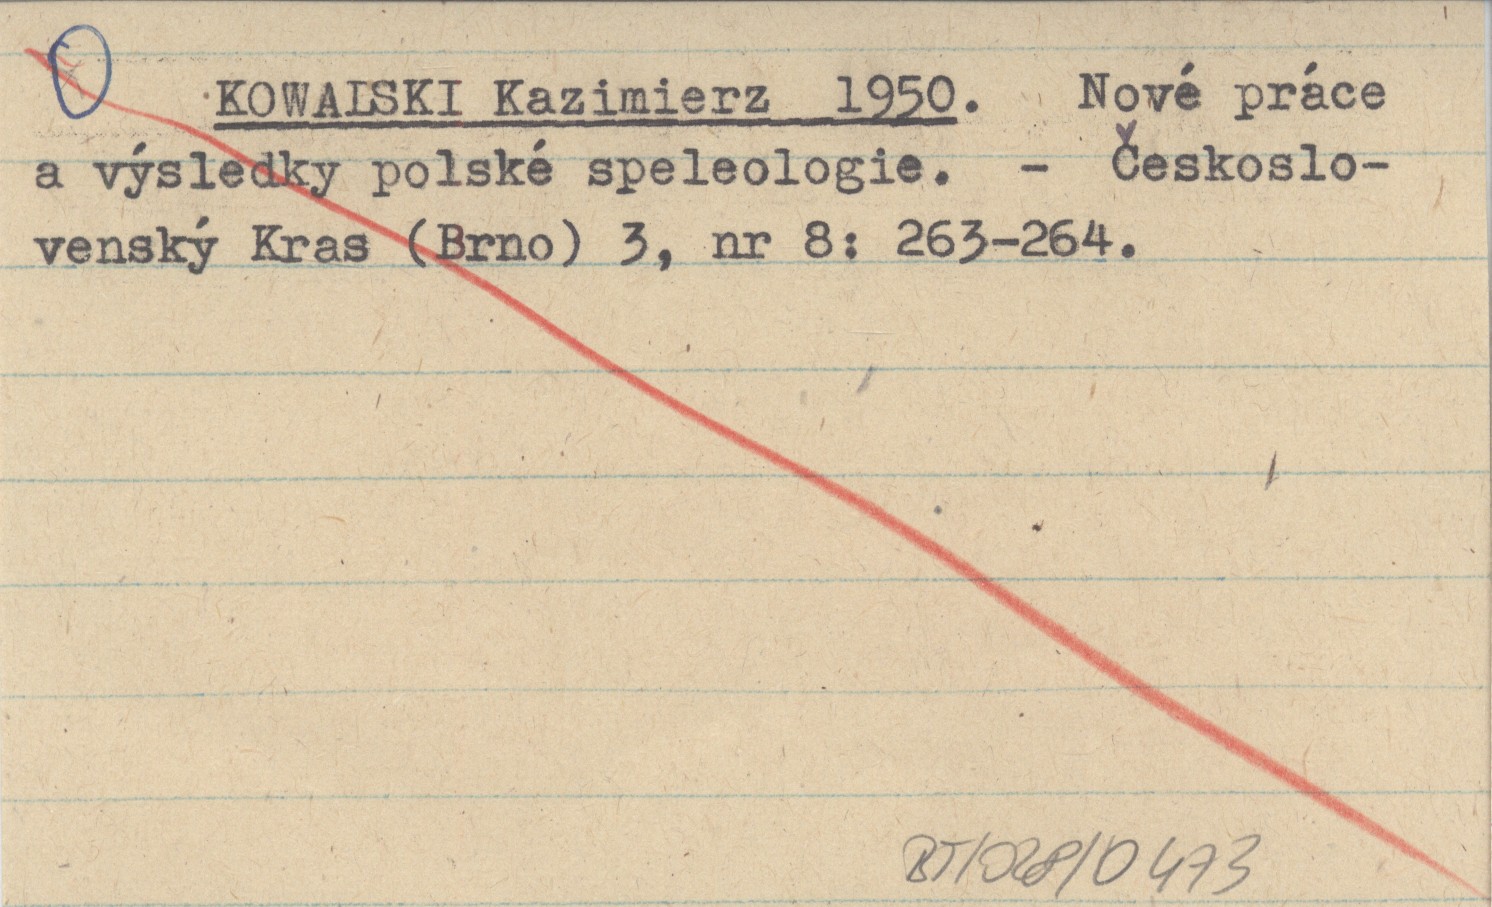 KOWALSKI Kazimierz 1950. Nové práce
a výsledky polské speleologie. - Českoslo-
venský Kras (Brno) 3, nr 8: 263-264.
BT/028/0473